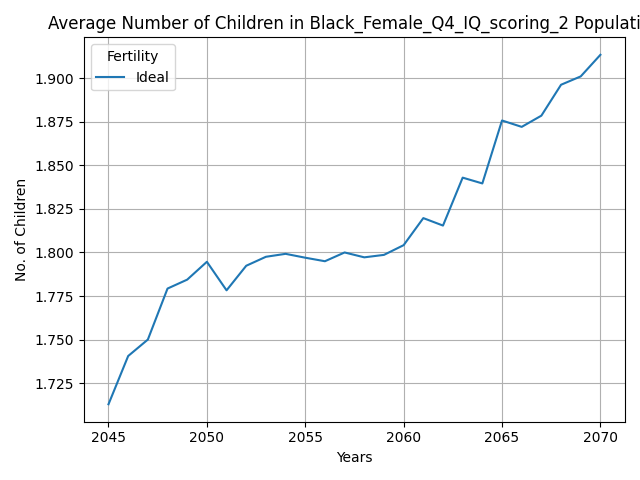 Average Number of Children in Black_Female_Q4_IQ_scoring_2 Populati
Fertility
Ideal
No. of Children
1.900
1.875
1.850
1.825
1.800
1.775
1.750
1.725
2045 2050 2055 2060 2065 2070
Years